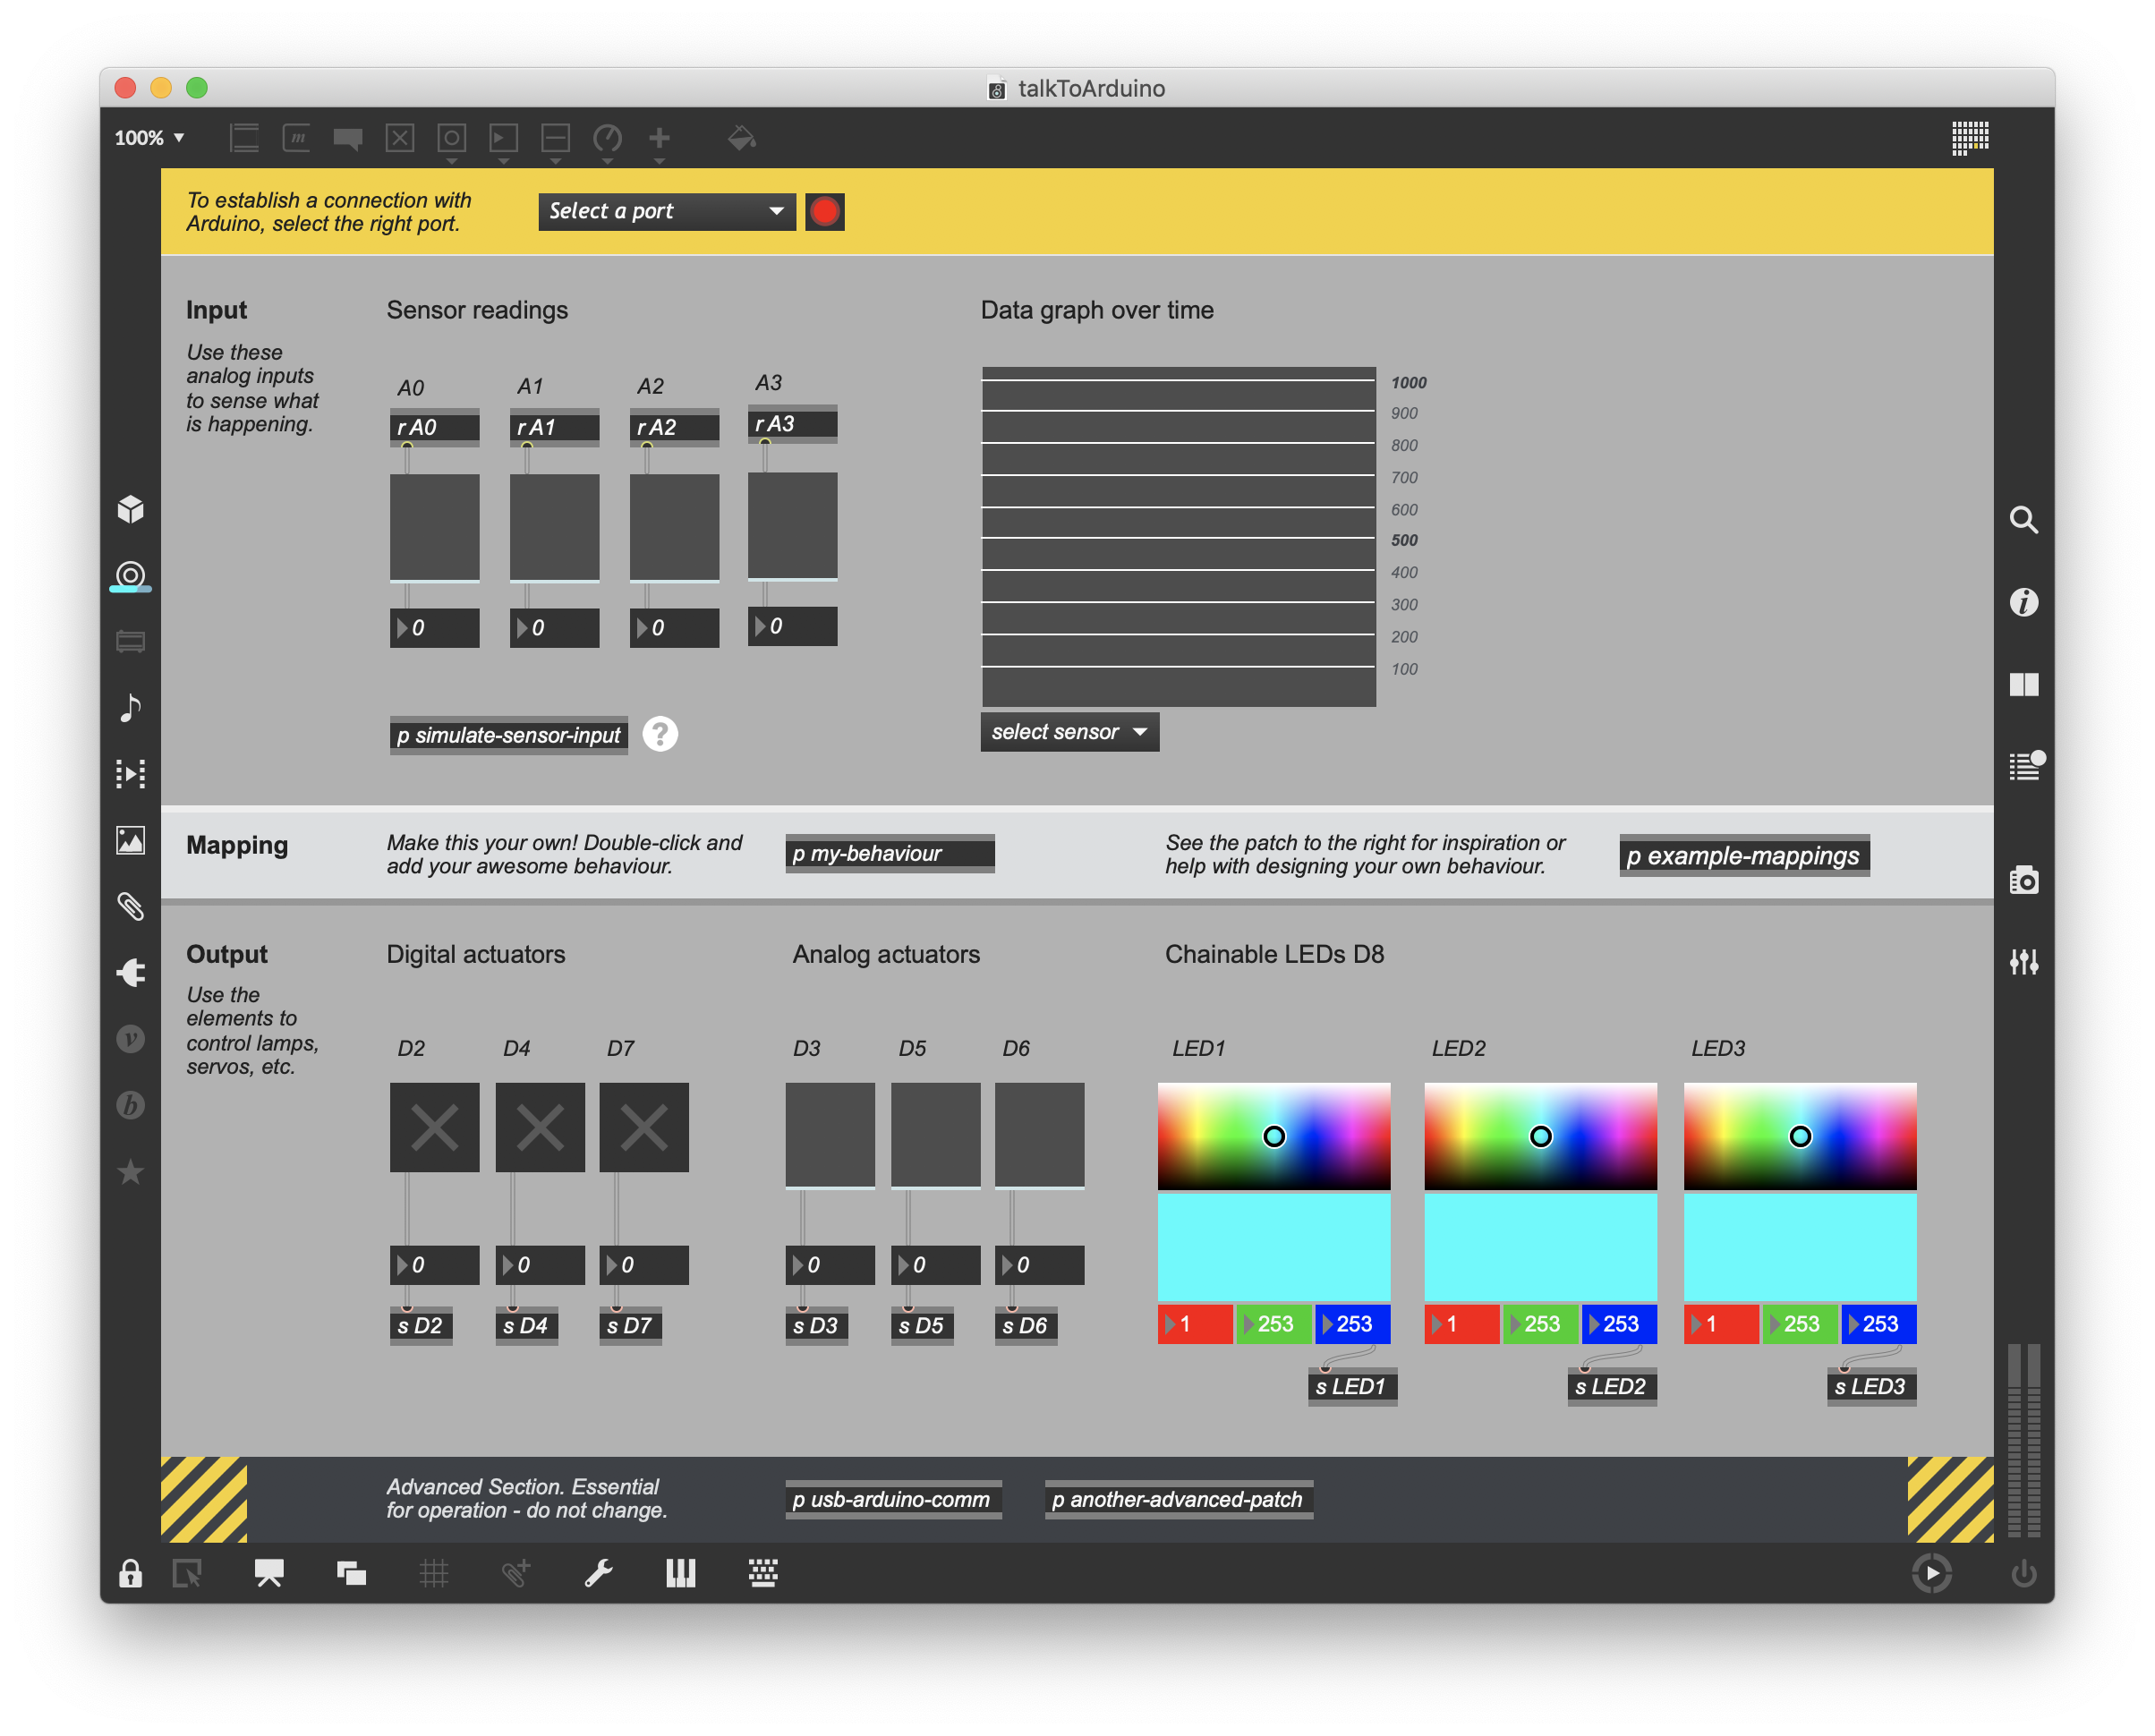 talkToArduino
100%
To establish a connection with
Arduino, select the right port.
Select a port
Input
Sensor readings
Data graph over time
Use these
analog inputs
to sense what
is happening.
A0
A1
A2
A3
r A0
r A1
r A2
r A3
1000
900
800
700
600
500
400
300
200
100
0
0
0
0
p simulate-sensor-input
?
select sensor
Mapping
Make this your own! Double-click and
add your awesome behaviour.
p my-behaviour
See the patch to the right for inspiration or
help with designing your own behaviour.
p example-mappings
Output
Digital actuators
Analog actuators
Chainable LEDs D8
Use the
elements to
control lamps,
servos, etc.
D2
D4
D7
D3
D5
D6
LED1
LED2
LED3
0
0
0
0
0
0
s D2
s D4
s D7
s D3
s D5
s D6
1
253
253
1
253
253
1
253
253
s LED1
s LED2
s LED3
Advanced Section. Essential
for operation - do not change.
p usb-arduino-comm
p another-advanced-patch